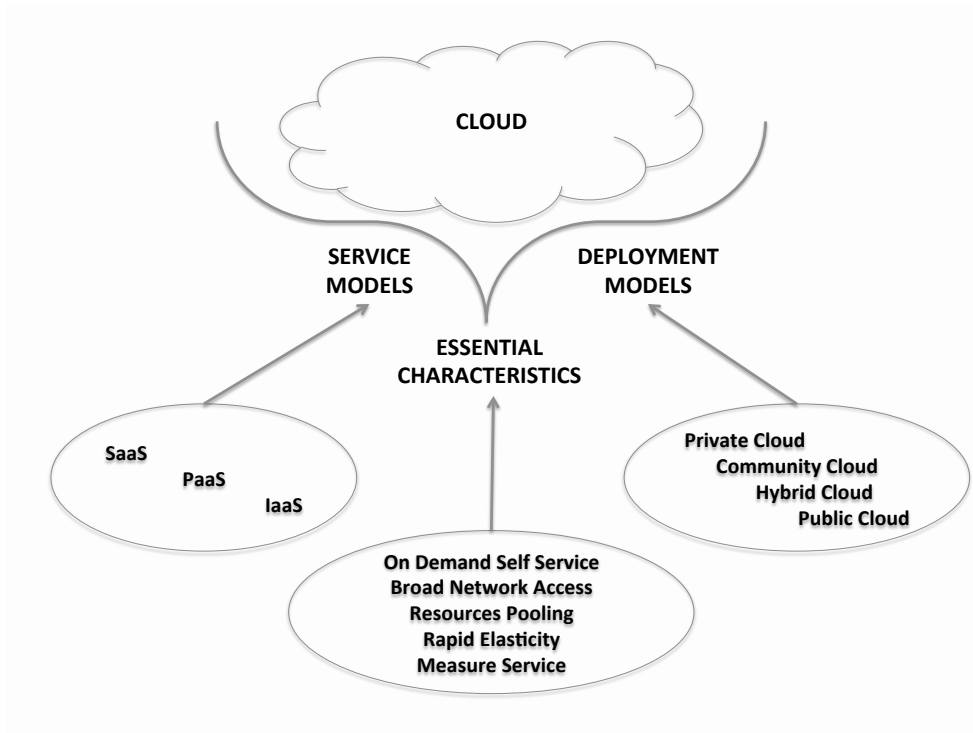 CLOUD
SERVICE
MODELS
DEPLOYMENT
MODELS
ESSENTIAL
CHARACTERISTICS
SaaS
PaaS
IaaS
Private Cloud
Community Cloud
Hybrid Cloud
Public Cloud
On Demand Self Service
Broad Network Access
Resources Pooling
Rapid Elasticity
Measure Service